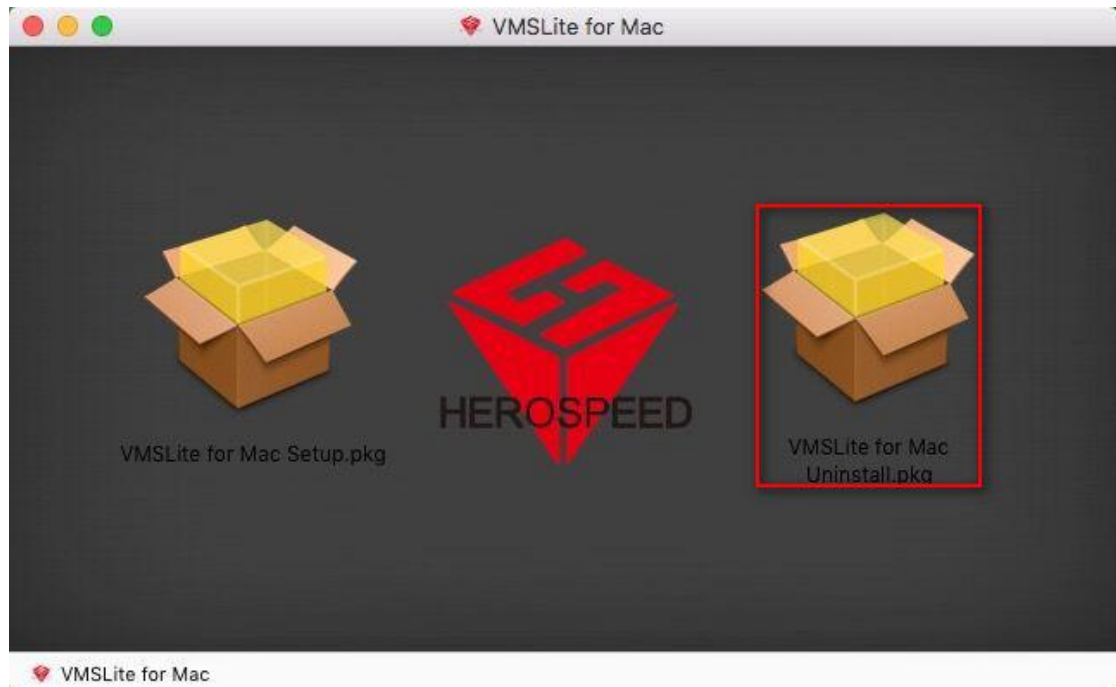 VMSLite for Mac
HEROSPEED
VMSLite for Mac Setup.pkg
VMSLite for Mac
Uninstall.pkg
VMSLite for Mac